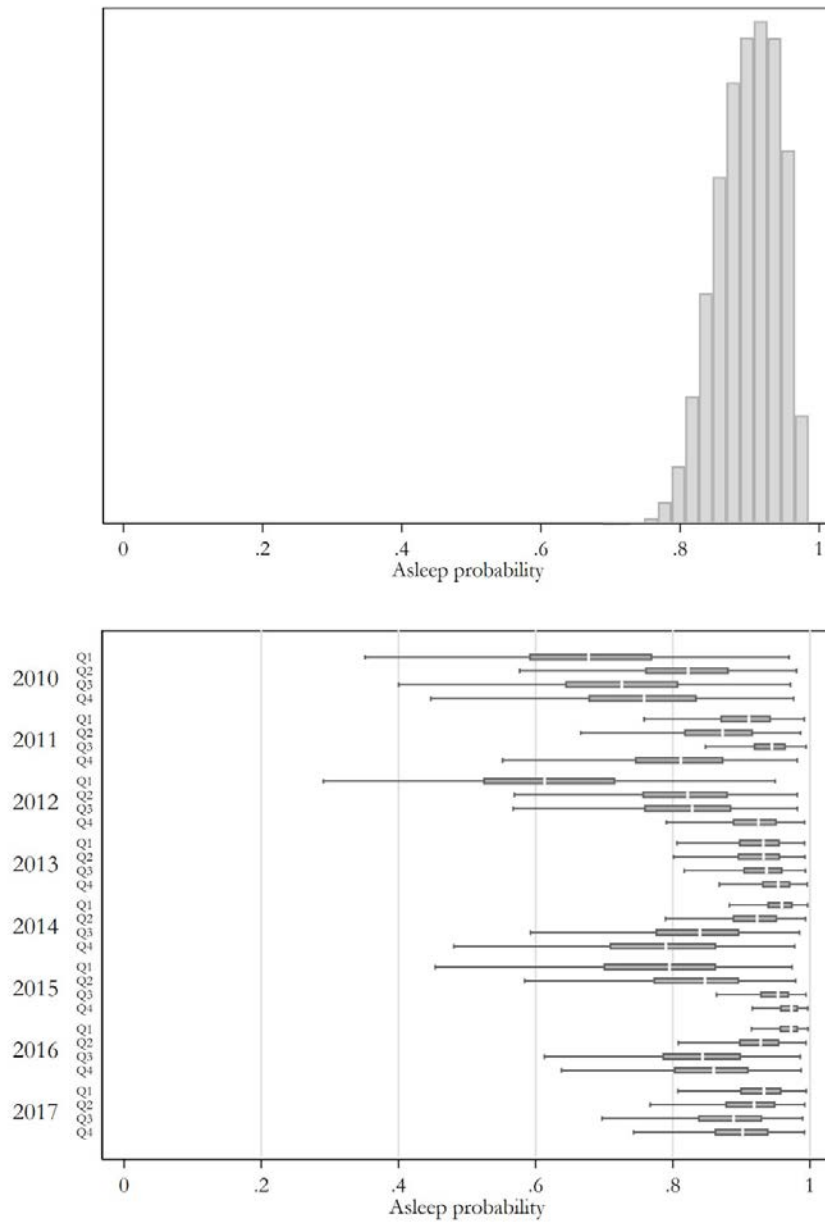 0 .2 .4 .6 .8 1
Asleep probability
2010 Q1
Q2
Q3
Q4
2011 Q1
Q2
Q3
Q4
2012 Q1
Q2
Q3
Q4
2013 Q1
Q2
Q3
Q4
2014 Q1
Q2
Q3
Q4
2015 Q1
Q2
Q3
Q4
2016 Q1
Q2
Q3
Q4
2017 Q1
Q2
Q3
Q4
0 .2 .4 .6 .8 1
Asleep probability